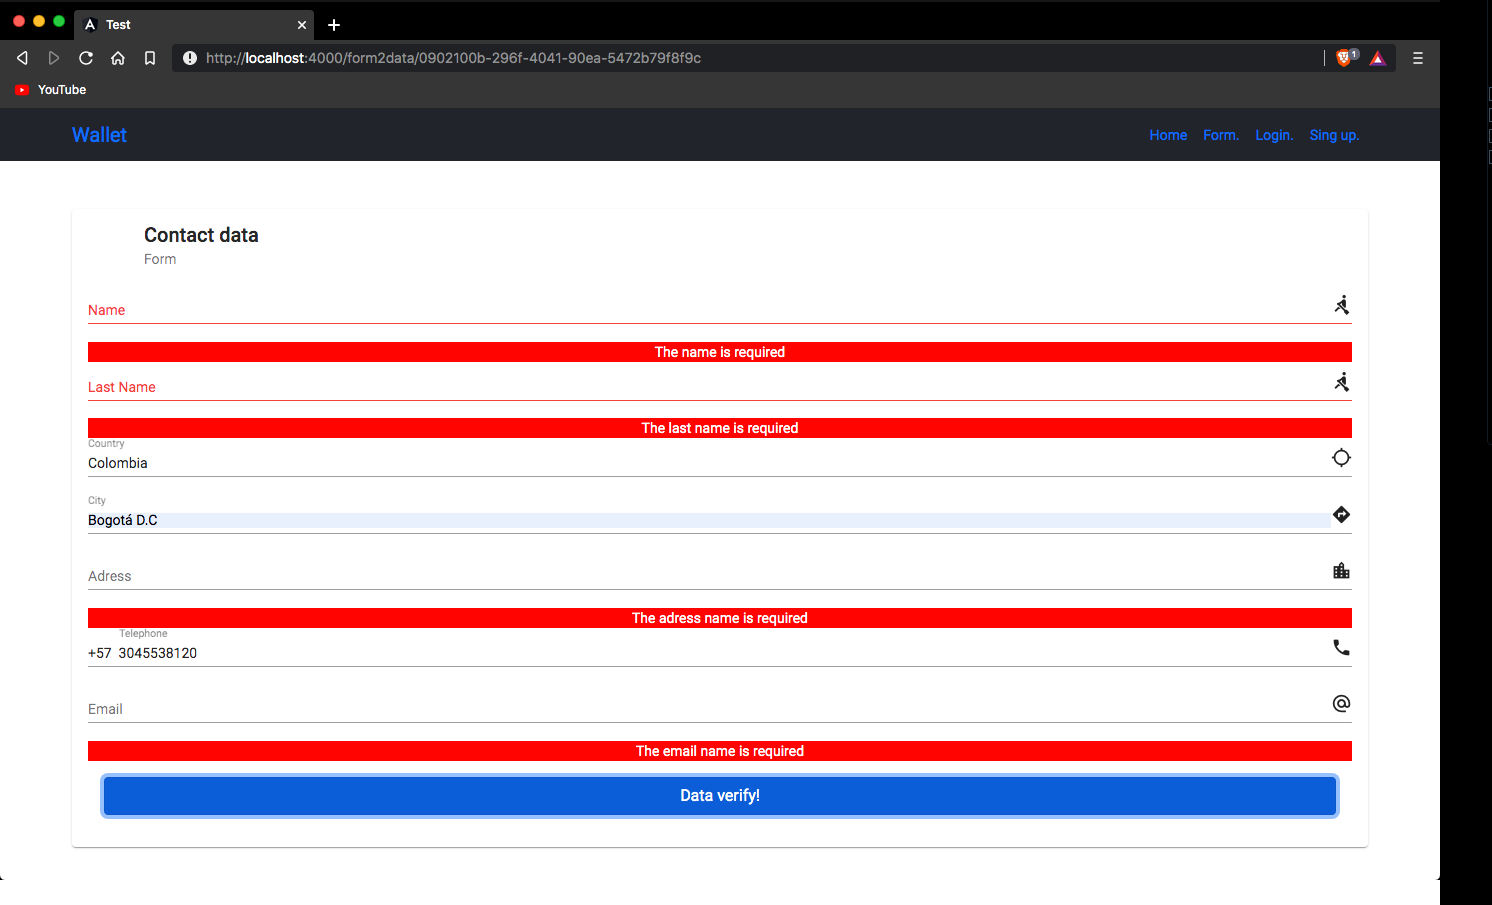 Test
http://localhost:4000/form2data/0902100b-296f-4041-90ea-5472b79f8f9c
1
YouTube
Wallet
Home Form. Login. Sing up.
Contact data
Form
Name
The name is required
Last Name
The last name is required
Country
Colombia
City
Bogotá D.C
Adress
The adress name is required
Telephone
+57 3045538120
Email
The email name is required
Data verify!